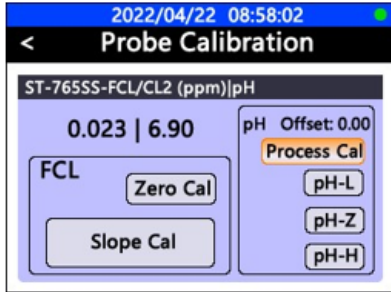 2022/04/22 08:58:02
< Probe Calibration
ST-765SS-FCL/CL2 (ppm)|pH
0.023 | 6.90
FCL
Zero Cal
Slope Cal
pH Offset: 0.00
Process Cal
pH-L
pH-Z
pH-H